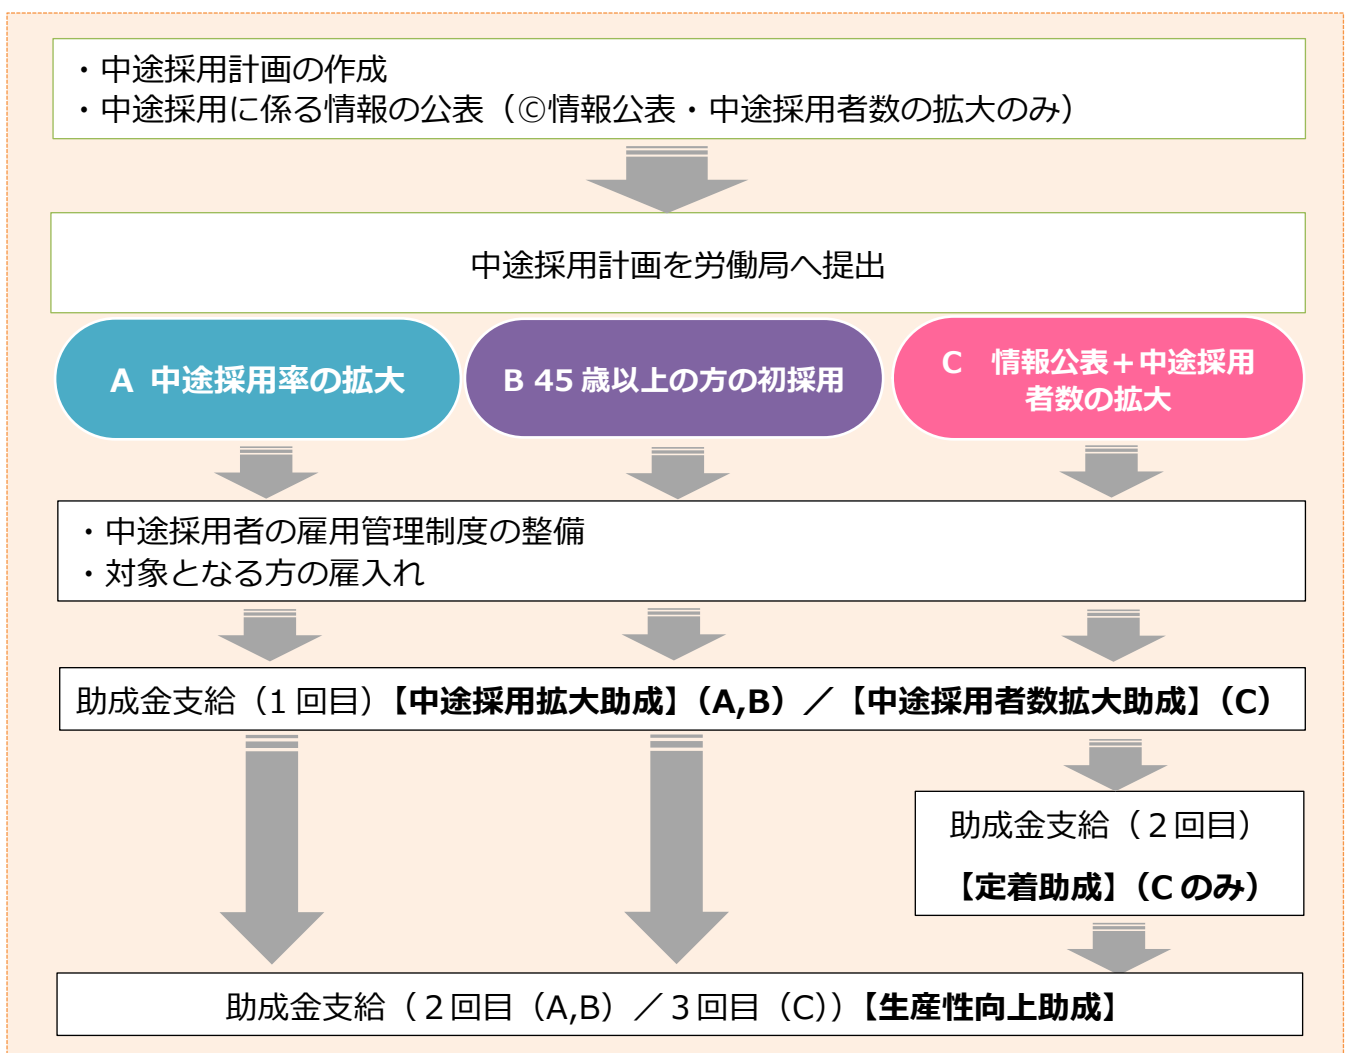 ・中途採用計画の作成
・中途採用に係る情報の公表（Ⓒ情報公表・中途採用者数の拡大のみ）
中途採用計画を労働局へ提出
A 中途採用率の拡大
B 45 歳以上の方の初採用
C　情報公表＋中途採用
者数の拡大
・中途採用者の雇用管理制度の整備
・対象となる方の雇入れ
助成金支給（1 回目）【中途採用拡大助成】（A,B）／【中途採用者数拡大助成】（C）
助成金支給（２回目）
【定着助成】（C のみ）
助成金支給（２回目（A,B）／３回目（C））【生産性向上助成】